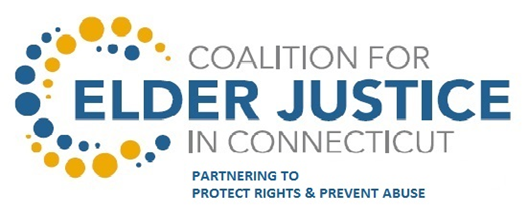 COALITION FOR
ELDER JUSTICE
IN CONNECTICUT
PARTNERING TO
PROTECT RIGHTS & PREVENT ABUSE